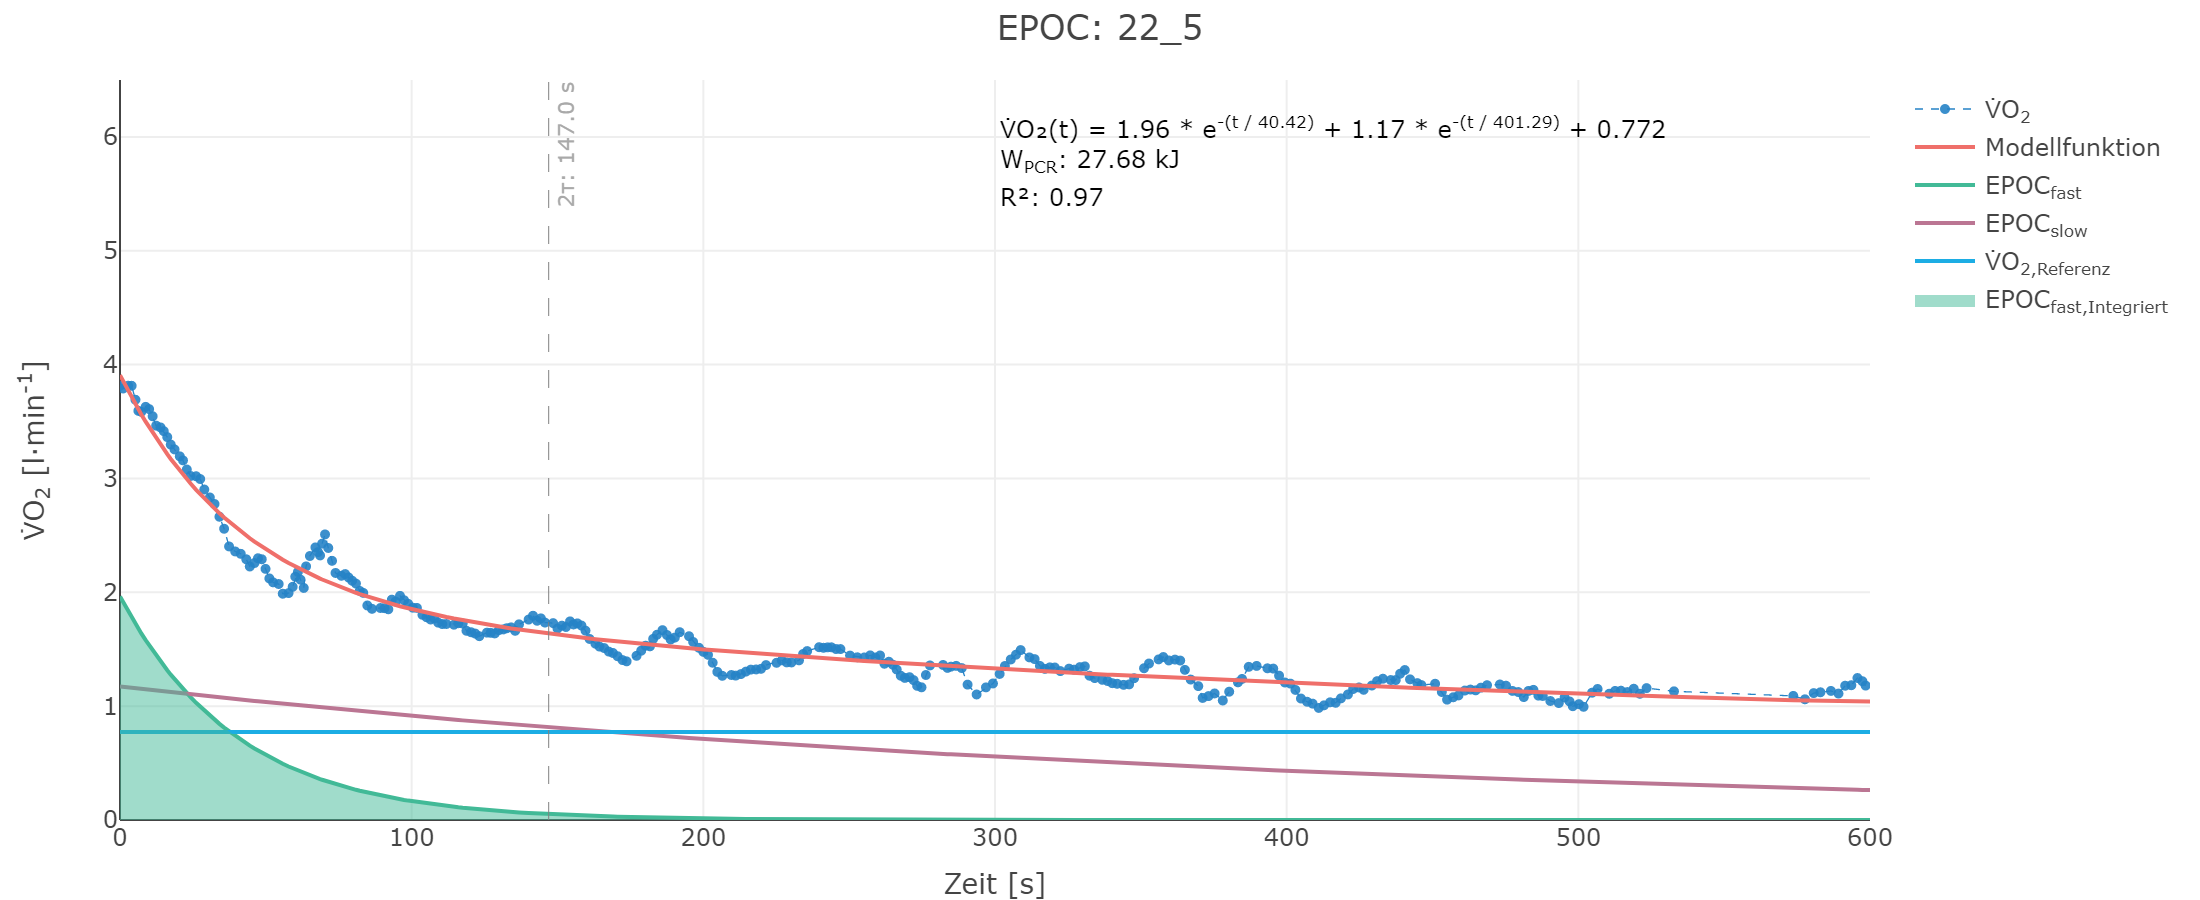 EPOC: 22_5
V̇O₂(t) = 1.96 * e^-(t / 40.42) + 1.17 * e^-(t / 401.29) + 0.772
W_PCR: 27.68 kJ
R²: 0.97
2τ: 147.0 s
V̇O₂
Modellfunktion
EPOC_fast
EPOC_slow
V̇O₂,Referenz
EPOC_fast,Integriert
V̇O₂ [l·min⁻¹]
6
5
4
3
2
1
0
0 100 200 300 400 500 600
Zeit [s]